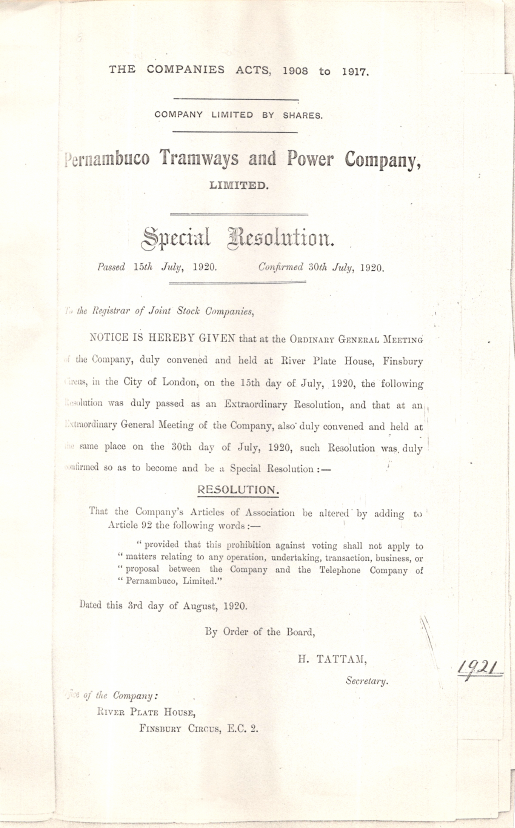 THE COMPANIES ACTS, 1908 to 1917.
COMPANY LIMITED BY SHARES.
Pernambuco Tramways and Power Company,
LIMITED.
Special Resolution.
Passed 15th July, 1920. Confirmed 30th July, 1920.
the Registrar of Joint Stock Companies,
NOTICE IS HEREBY GIVEN that at the ORDINARY GENERAL MEETING
of the Company, duly convened and held at River Plate House, Finsbury
Circus, in the City of London, on the 15th day of July, 1920, the following
Resolution was duly passed as an Extraordinary Resolution, and that at an
Extraordinary General Meeting of the Company, also duly convened and held at
the same place on the 30th day of July, 1920, such Resolution was duly
confirmed so as to become and be a Special Resolution :—
RESOLUTION.
That the Company's Articles of Association be altered by adding to
Article 92 the following words :—
" provided that this prohibition against voting shall not apply to
" matters relating to any operation, undertaking, transaction, business, or
" proposal between the Company and the Telephone Company of
" Pernambuco, Limited."
Dated this 3rd day of August, 1920.
By Order of the Board,
H. TATTAM,
Secretary.
1921
of the Company:
RIVER PLATE HOUSE,
FINSBURY CIRCUS, E.C. 2.